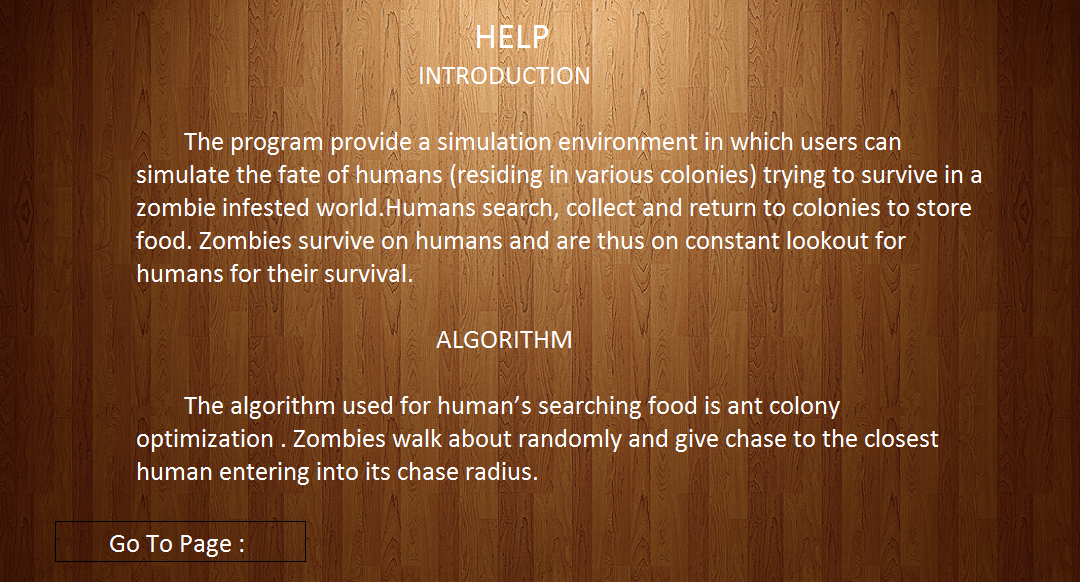 HELP
INTRODUCTION
The program provide a simulation environment in which users can
simulate the fate of humans (residing in various colonies) trying to survive in a
zombie infested world.Humans search, collect and return to colonies to store
food. Zombies survive on humans and are thus on constant lookout for
humans for their survival.
ALGORITHM
The algorithm used for human’s searching food is ant colony
optimization . Zombies walk about randomly and give chase to the closest
human entering into its chase radius.
Go To Page :